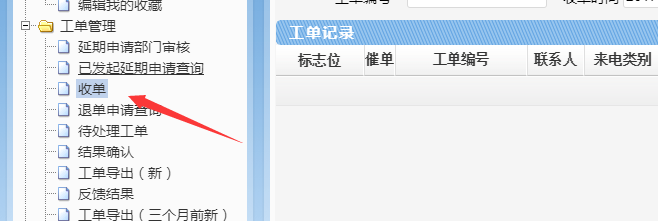 编辑我的收藏
工单管理
延期申请部门审核
已发起延期申请查询
收单
退单申请查询
待处理工单
结果确认
工单导出（新）
反馈结果
工单导出（三个月前新）
工单编号 收单时间
工单记录
标志位 催单 工单编号 联系人 来电类别